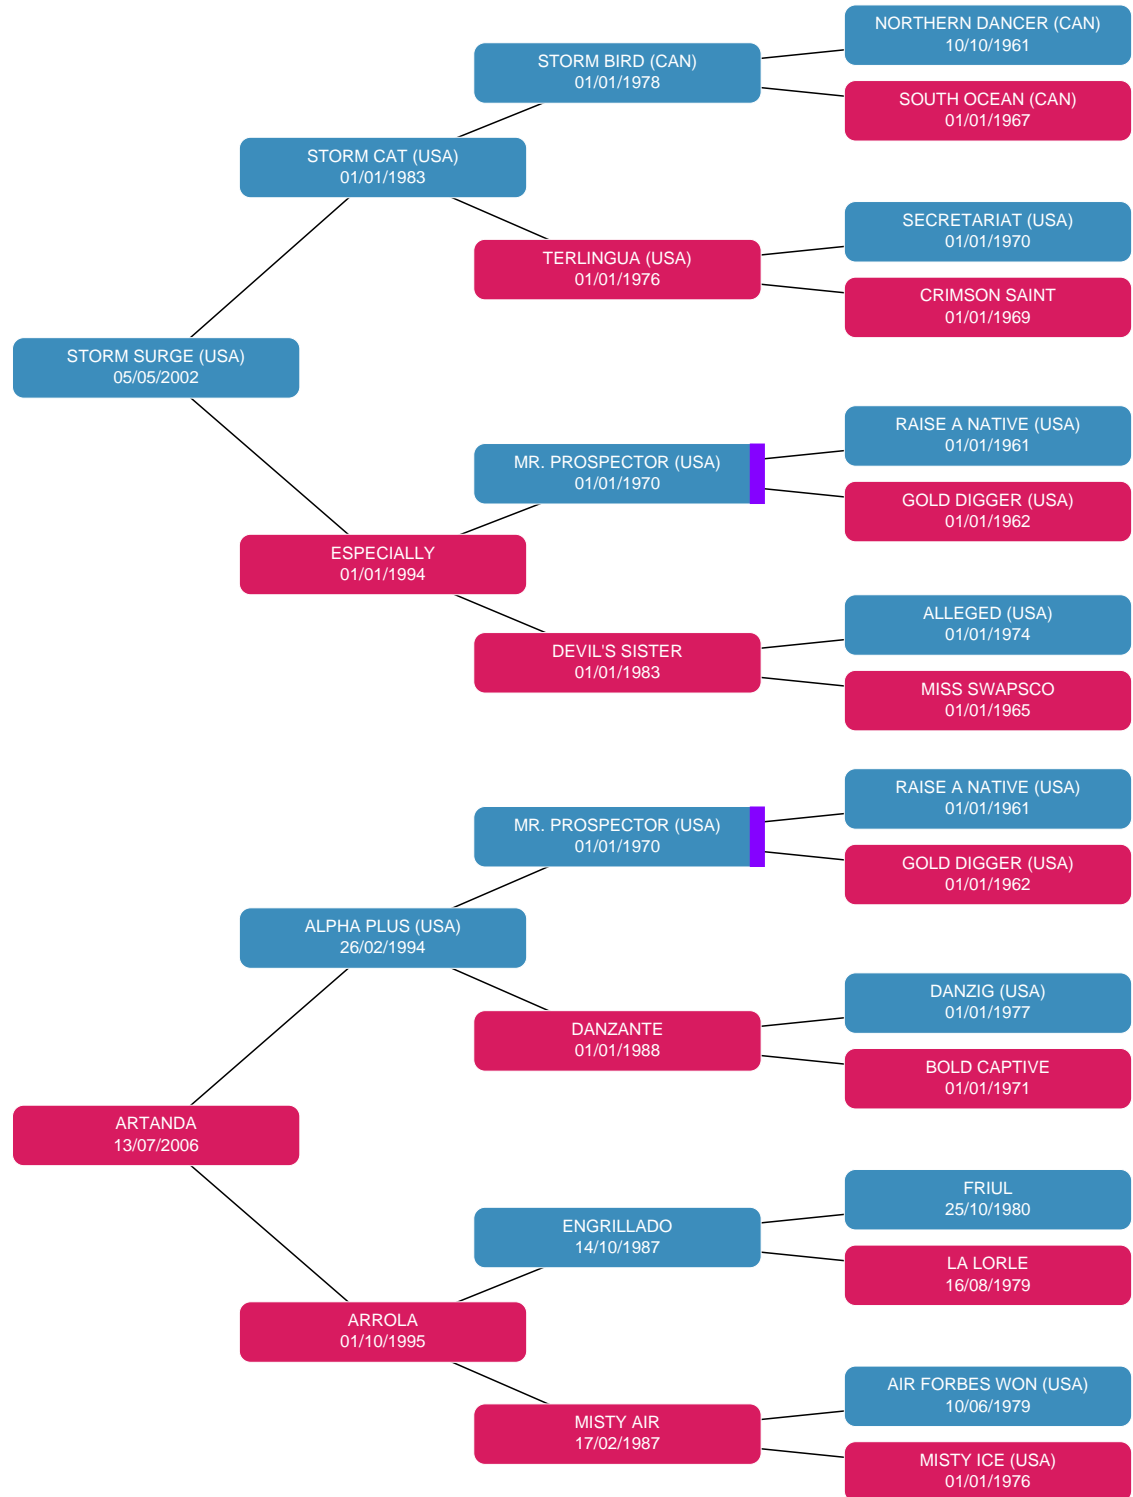 NORTHERN DANCER (CAN)
10/10/1961
STORM BIRD (CAN)
01/01/1978
SOUTH OCEAN (CAN)
01/01/1967
STORM CAT (USA)
01/01/1983
SECRETARIAT (USA)
01/01/1970
TERLINGUA (USA)
01/01/1976
CRIMSON SAINT
01/01/1969
STORM SURGE (USA)
05/05/2002
RAISE A NATIVE (USA)
01/01/1961
MR. PROSPECTOR (USA)
01/01/1970
GOLD DIGGER (USA)
01/01/1962
ESPECIALLY
01/01/1994
ALLEGED (USA)
01/01/1974
DEVIL'S SISTER
01/01/1983
MISS SWAPSCO
01/01/1965
RAISE A NATIVE (USA)
01/01/1961
MR. PROSPECTOR (USA)
01/01/1970
GOLD DIGGER (USA)
01/01/1962
ALPHA PLUS (USA)
26/02/1994
DANZIG (USA)
01/01/1977
DANZANTE
01/01/1988
BOLD CAPTIVE
01/01/1971
ARTANDA
13/07/2006
FRIUL
25/10/1980
ENGRILLADO
14/10/1987
LA LORLE
16/08/1979
ARROLA
01/10/1995
AIR FORBES WON (USA)
10/06/1979
MISTY AIR
17/02/1987
MISTY ICE (USA)
01/01/1976